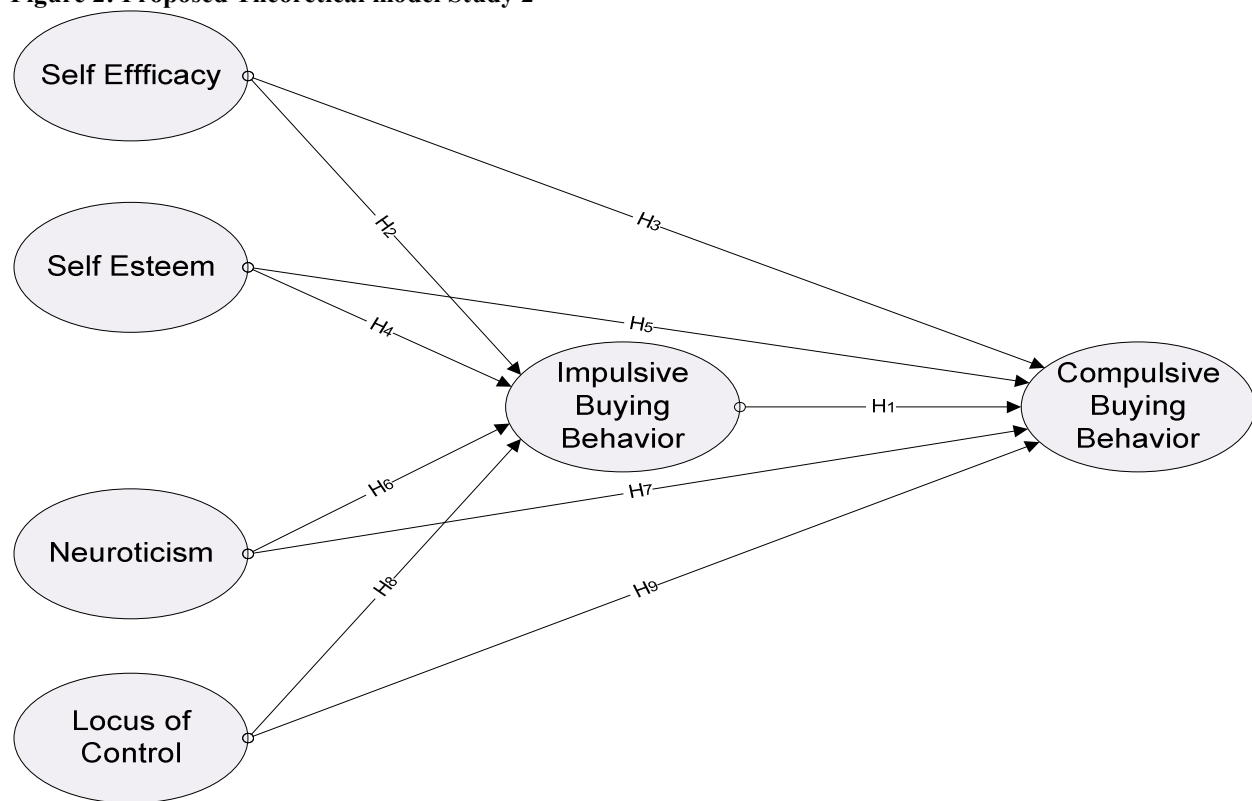 Figure 2: Proposed Theoretical model Study 2
Self Effficacy
H3
H2
Self Esteem
H5
H4
Impulsive
Buying
Behavior
H1
Compulsive
Buying
Behavior
H6
H7
Neuroticism
H8
H9
Locus of
Control